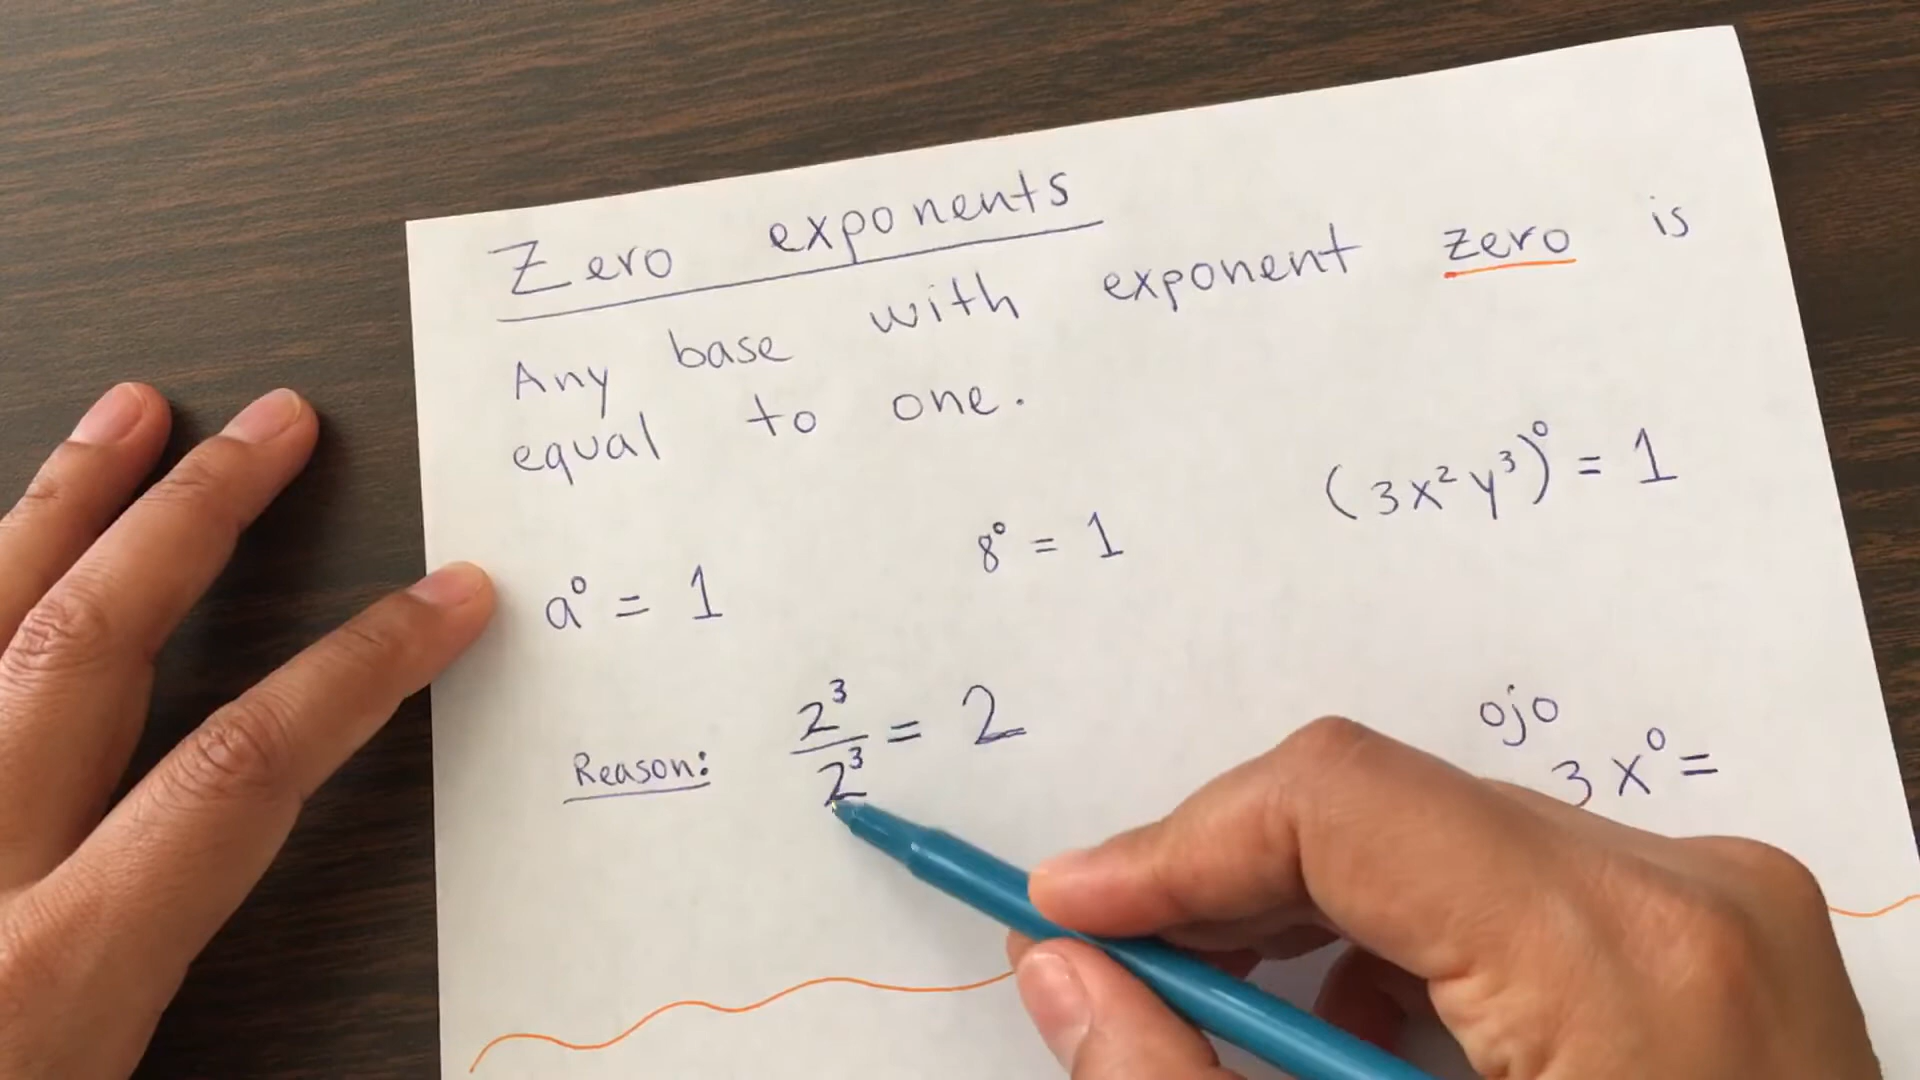 Zero exponents
Any base with exponent zero is
equal to one.
a⁰ = 1
8⁰ = 1
(3x²y³)⁰ = 1
Reason:
2³/2³ = 2
ojo
3x⁰ =